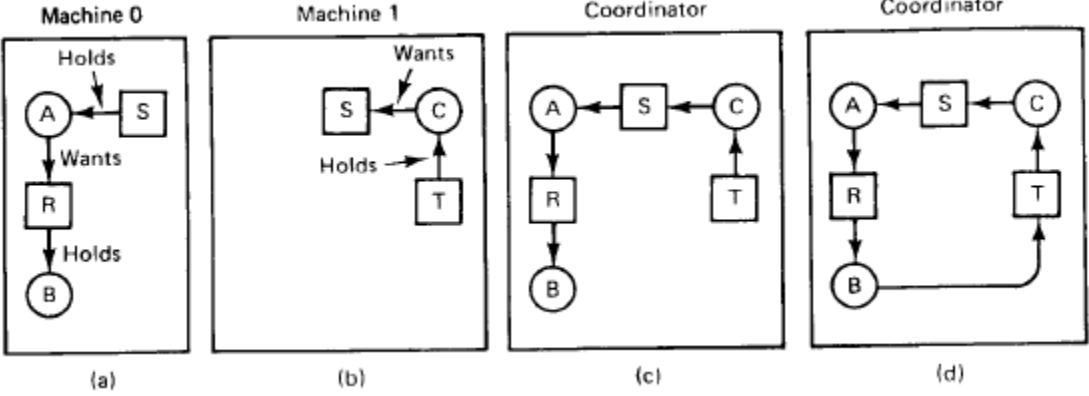 Machine 0
Machine 1
Coordinator
Coordinator
Holds
A
S
Wants
R
Holds
B
(a)
Wants
S
C
Holds
T
(b)
A
S
C
R
T
B
(c)
A
S
C
R
T
B
(d)